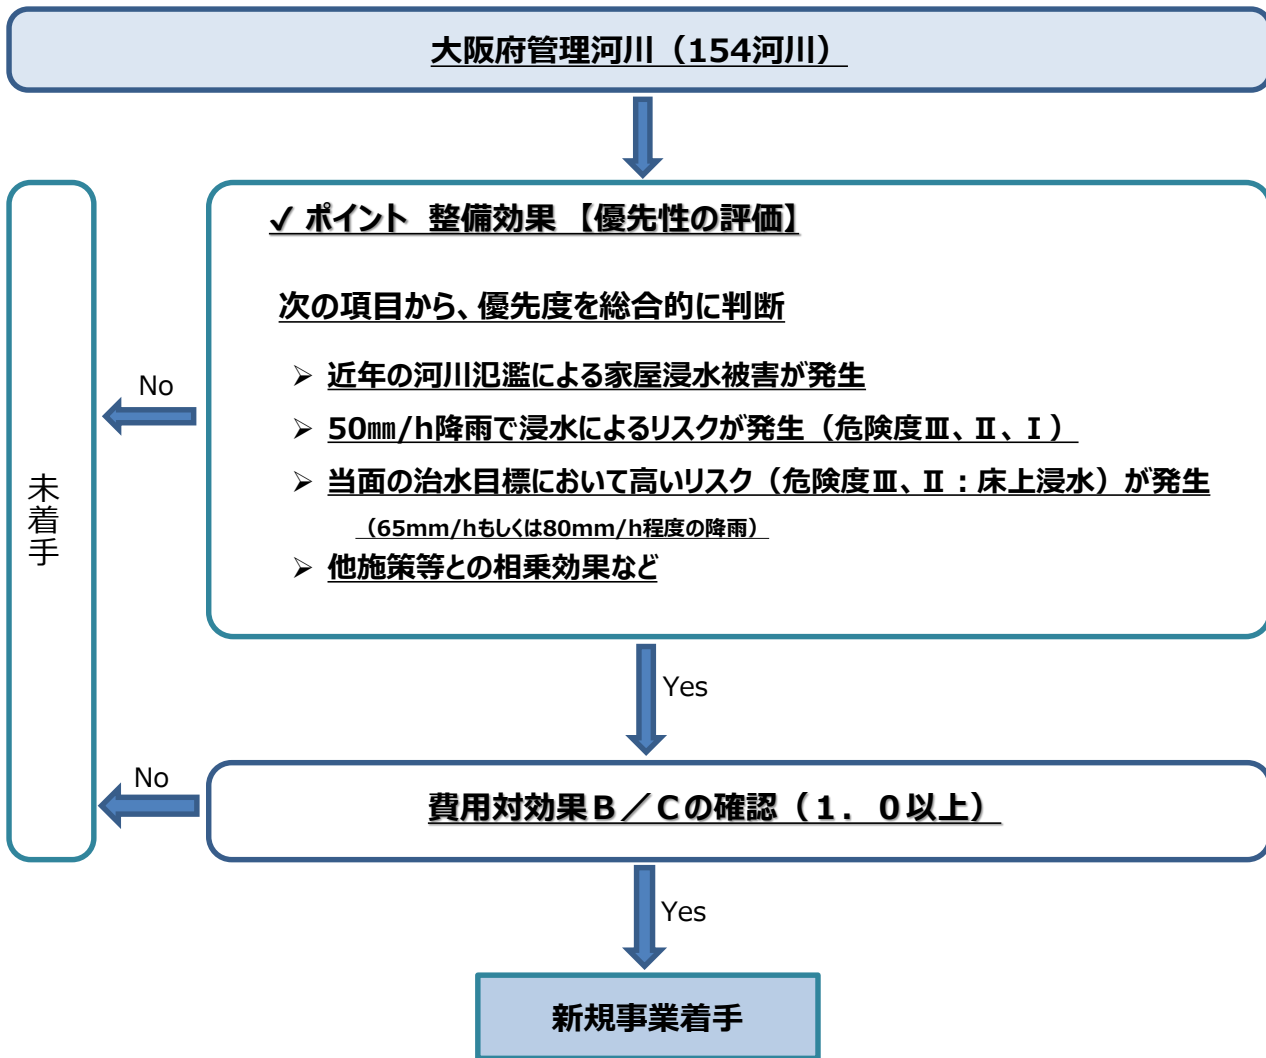 大阪府管理河川（154河川）
✓ ポイント 整備効果 【優先性の評価】
次の項目から、優先度を総合的に判断
➢ 近年の河川氾濫による家屋浸水被害が発生
No
➢ 50㎜/h降雨で浸水によるリスクが発生（危険度Ⅲ、Ⅱ、Ⅰ）
➢ 当面の治水目標において高いリスク（危険度Ⅲ、Ⅱ：床上浸水）が発生
（65mm/hもしくは80mm/h程度の降雨）
➢ 他施策等との相乗効果など
未着手
Yes
No
費用対効果Ｂ／Ｃの確認（１．０以上）
Yes
新規事業着手